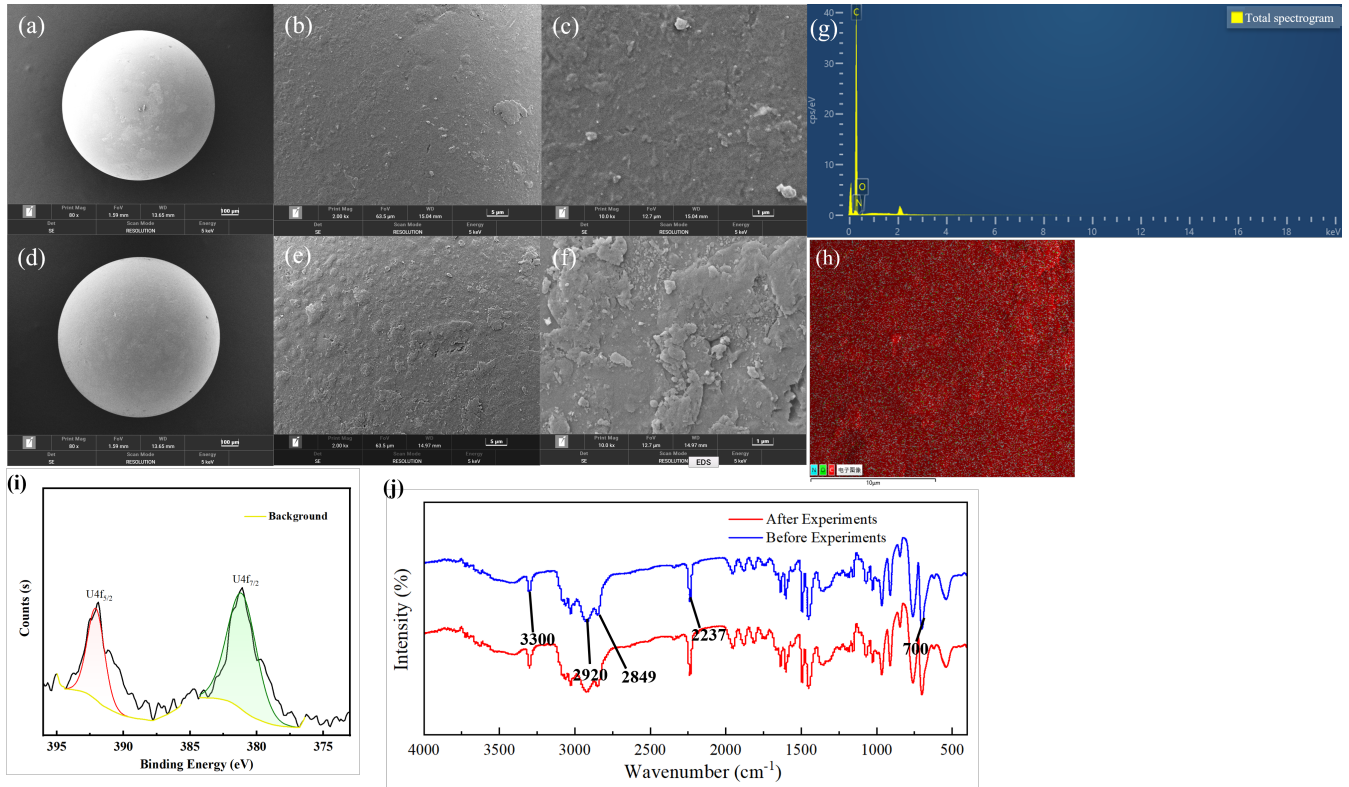 (a)
Print Mag FoV WD
80 x 1.59 mm 13.65 mm 100 µm
Det Scan Mode Energy
SE RESOLUTION 5 keV
(b)
Print Mag FoV WD
2.00 kx 63.5 µm 15.04 mm 5 µm
Det Scan Mode Energy
SE RESOLUTION 5 keV
(c)
Print Mag FoV WD
10.0 kx 12.7 µm 15.04 mm 1 µm
Det Scan Mode Energy
SE RESOLUTION 5 keV
(d)
Print Mag FoV WD
80 x 1.59 mm 13.65 mm 100 µm
Det Scan Mode Energy
SE RESOLUTION 5 keV
(e)
Print Mag FoV WD
2.00 kx 63.5 µm 14.97 mm 5 µm
Det Scan Mode Energy
SE RESOLUTION 5 keV
(f)
Print Mag FoV WD
10.0 kx 12.7 µm 14.97 mm 1 µm
Det Scan Mode Energy
SE RESOLUTION 5 keV
EDS
(g)
Total spectrogram
cps/eV
40
30
20
10
0
C
O
N
0 2 4 6 8 10 12 14 16 18 keV
(h)
N O C 电子图像
10µm
(i)
Background
U4f5/2
U4f7/2
Counts (s)
395 390 385 380 375
Binding Energy (eV)
(j)
After Experiments
Before Experiments
3300
2920
2849
2237
700
Intensity (%)
4000 3500 3000 2500 2000 1500 1000 500
Wavenumber (cm-1)